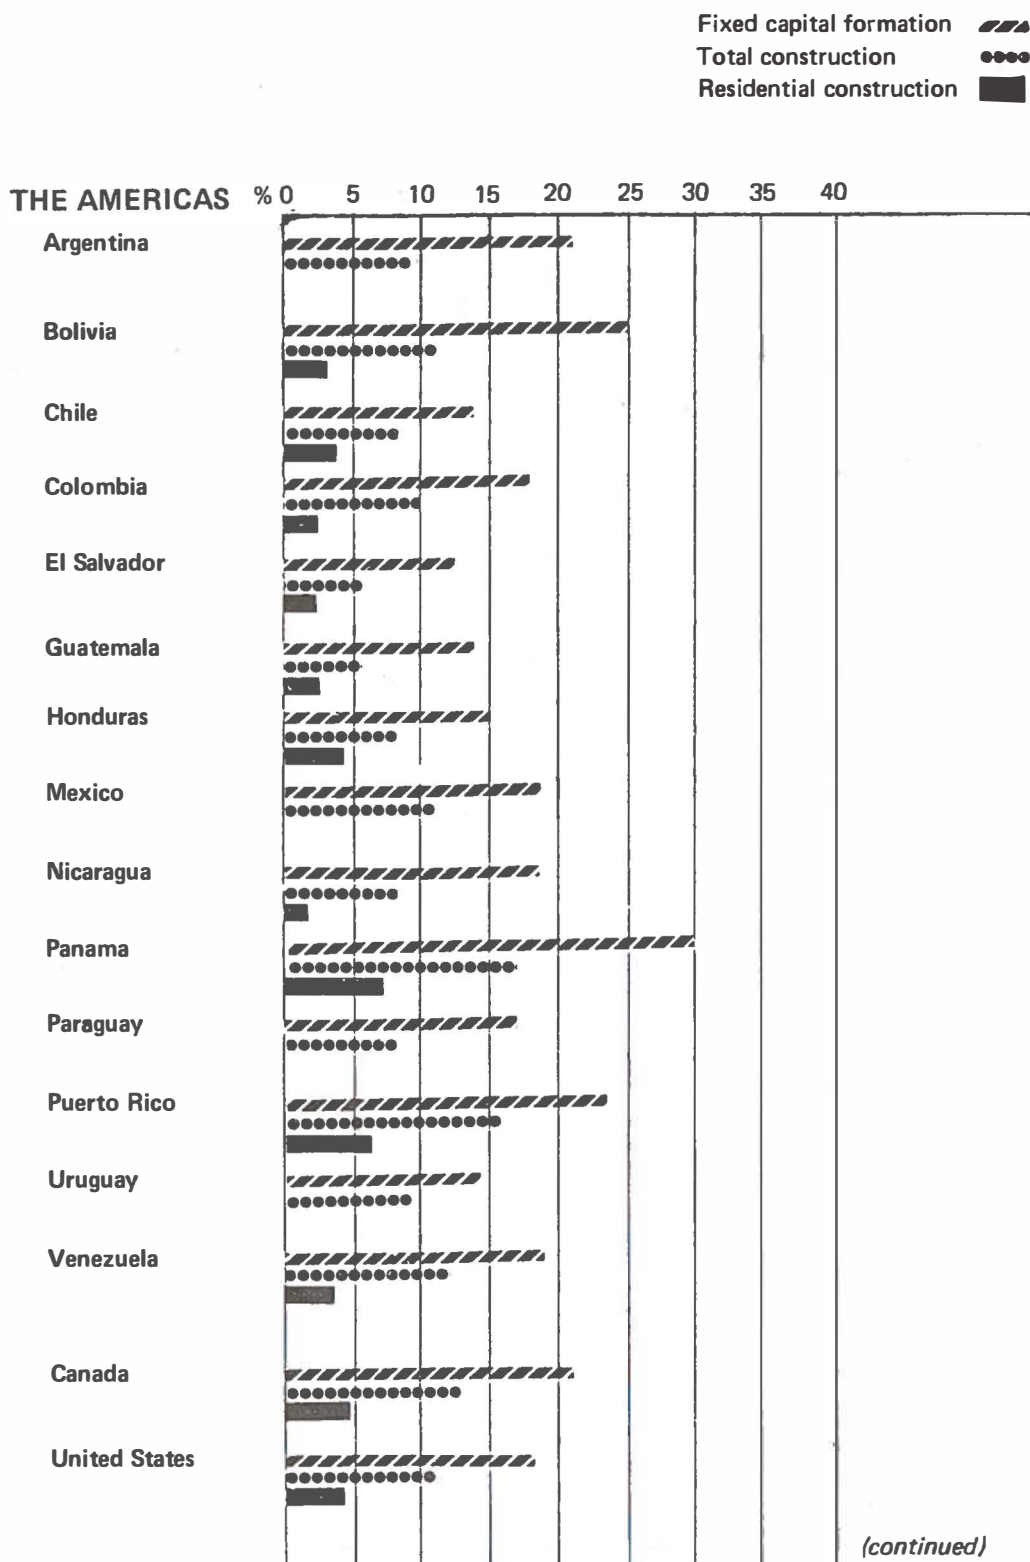 Fixed capital formation
Total construction
Residential construction
THE AMERICAS % 0 5 10 15 20 25 30 35 40
Argentina
Bolivia
Chile
Colombia
El Salvador
Guatemala
Honduras
Mexico
Nicaragua
Panama
Paraguay
Puerto Rico
Uruguay
Venezuela
Canada
United States
(continued)